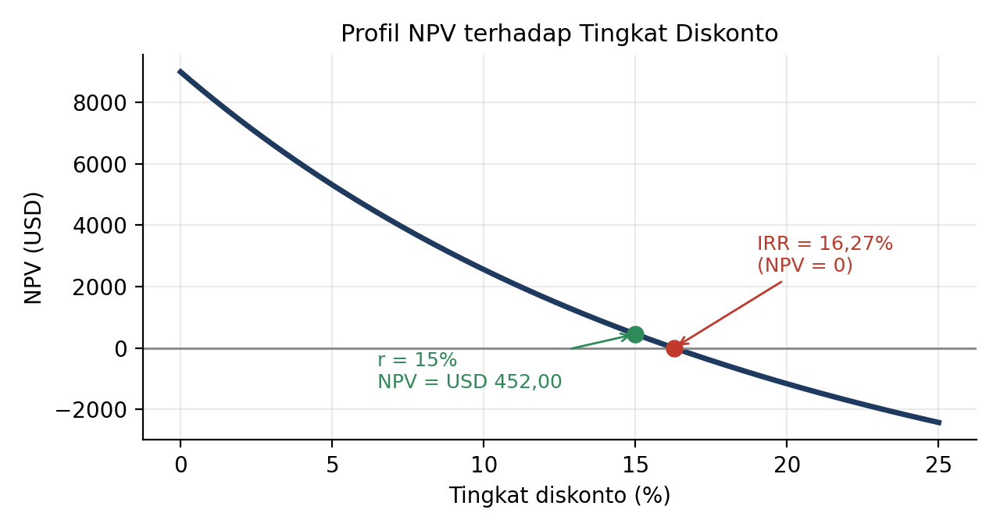 Profil NPV terhadap Tingkat Diskonto
NPV (USD)
8000
6000
4000
2000
0
−2000
IRR = 16,27%
(NPV = 0)
r = 15%
NPV = USD 452,00
0 5 10 15 20 25
Tingkat diskonto (%)